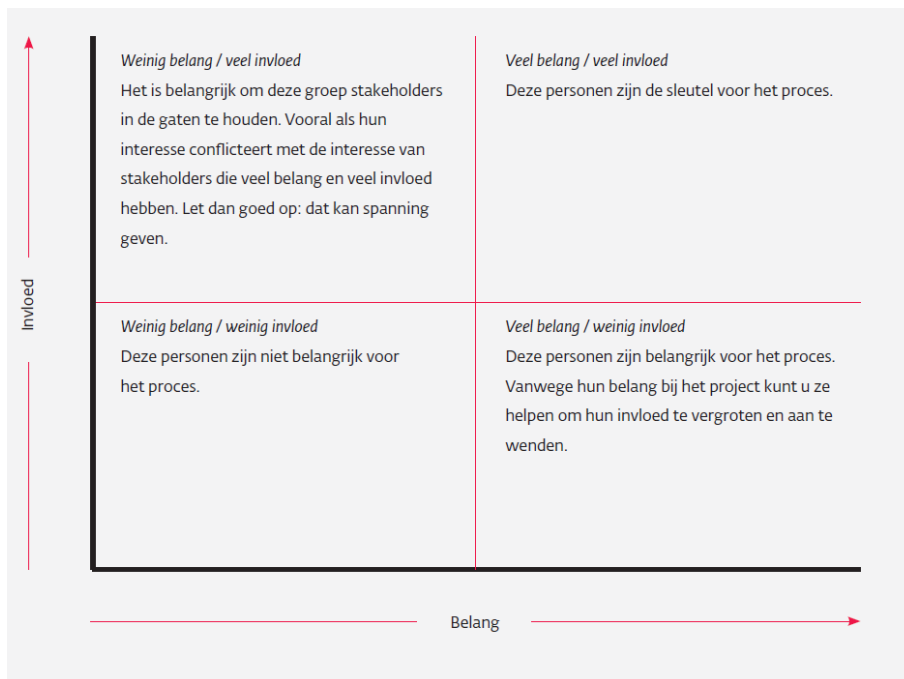 Weinig belang / veel invloed
Het is belangrijk om deze groep stakeholders
in de gaten te houden. Vooral als hun
interesse conflicteert met de interesse van
stakeholders die veel belang en veel invloed
hebben. Let dan goed op: dat kan spanning
geven.
Veel belang / veel invloed
Deze personen zijn de sleutel voor het proces.
Invloed
Weinig belang / weinig invloed
Deze personen zijn niet belangrijk voor
het proces.
Veel belang / weinig invloed
Deze personen zijn belangrijk voor het proces.
Vanwege hun belang bij het project kunt u ze
helpen om hun invloed te vergroten en aan te
wenden.
Belang